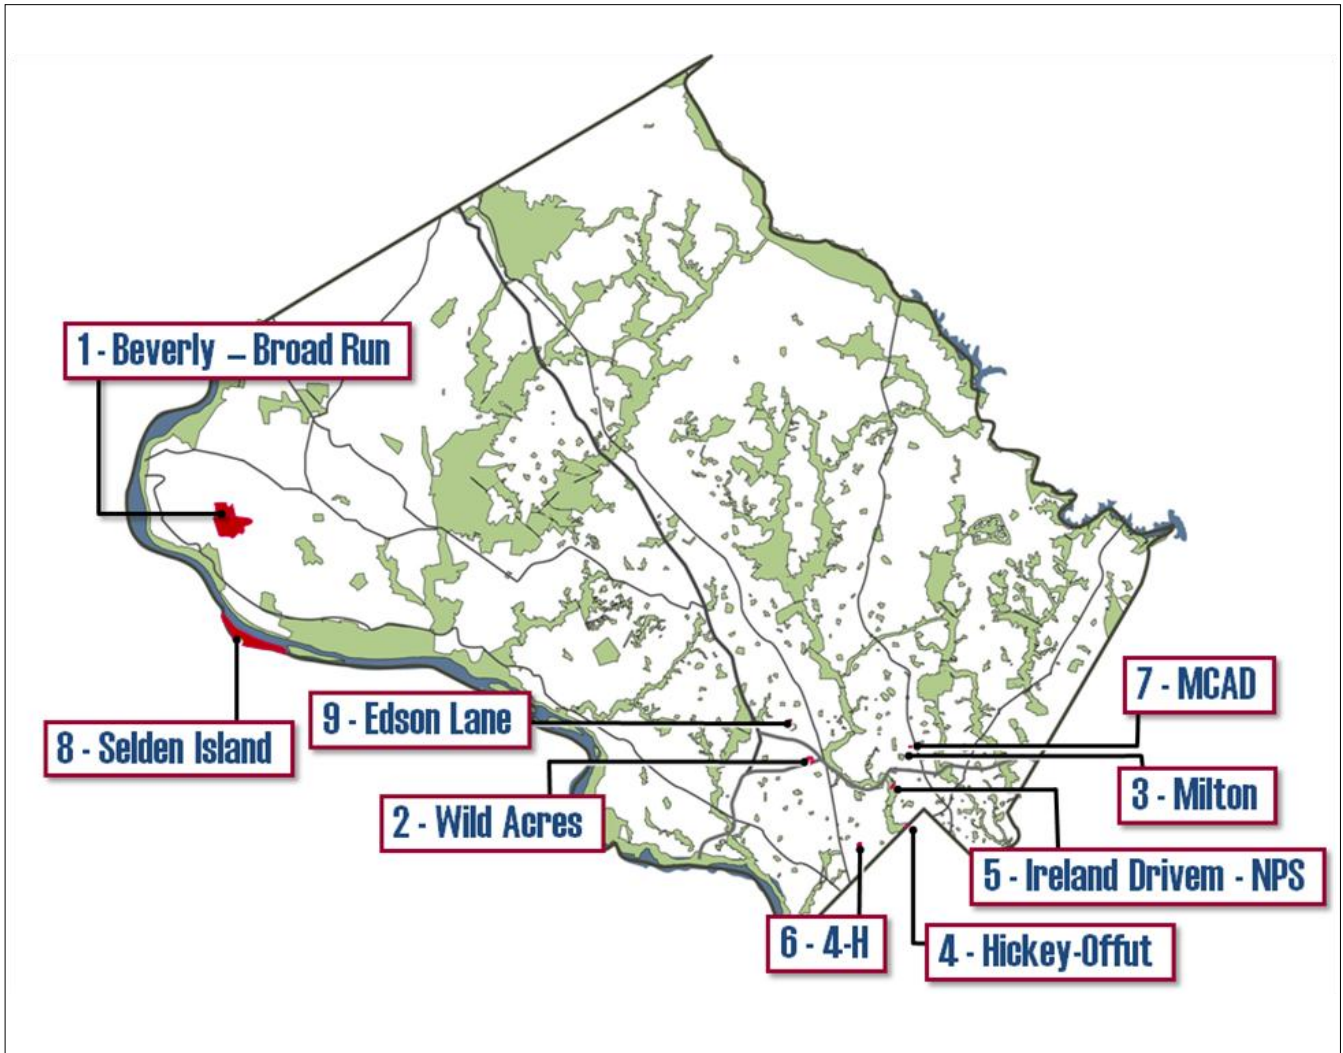 1 - Beverly – Broad Run
7 - MCAD
9 - Edson Lane
8 - Selden Island
3 - Milton
2 - Wild Acres
5 - Ireland Drivem - NPS
6 - 4-H
4 - Hickey-Offut